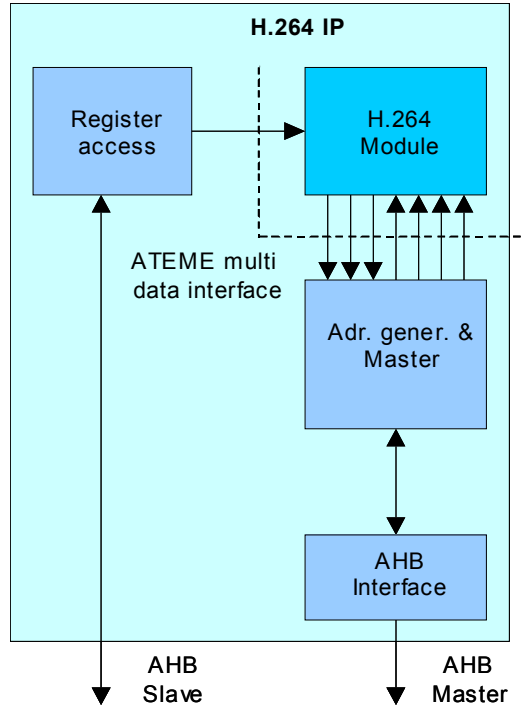 H.264 IP
Register
access
H.264
Module
ATEME multi
data interface
Adr. gener. &
Master
AHB
Interface
AHB
Slave
AHB
Master